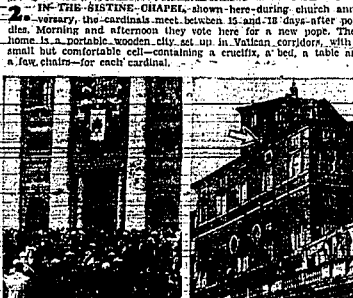 2. IN THE SISTINE CHAPEL, shown here during church and
versary, the cardinals meet between 15 and 18 days after po
dies. Morning and afternoon they vote here for a new pope. The
home is a portable wooden city set up in Vatican corridors, with
small but comfortable cell—containing a crucifix, a bed, a table a
a few chairs—for each cardinal.